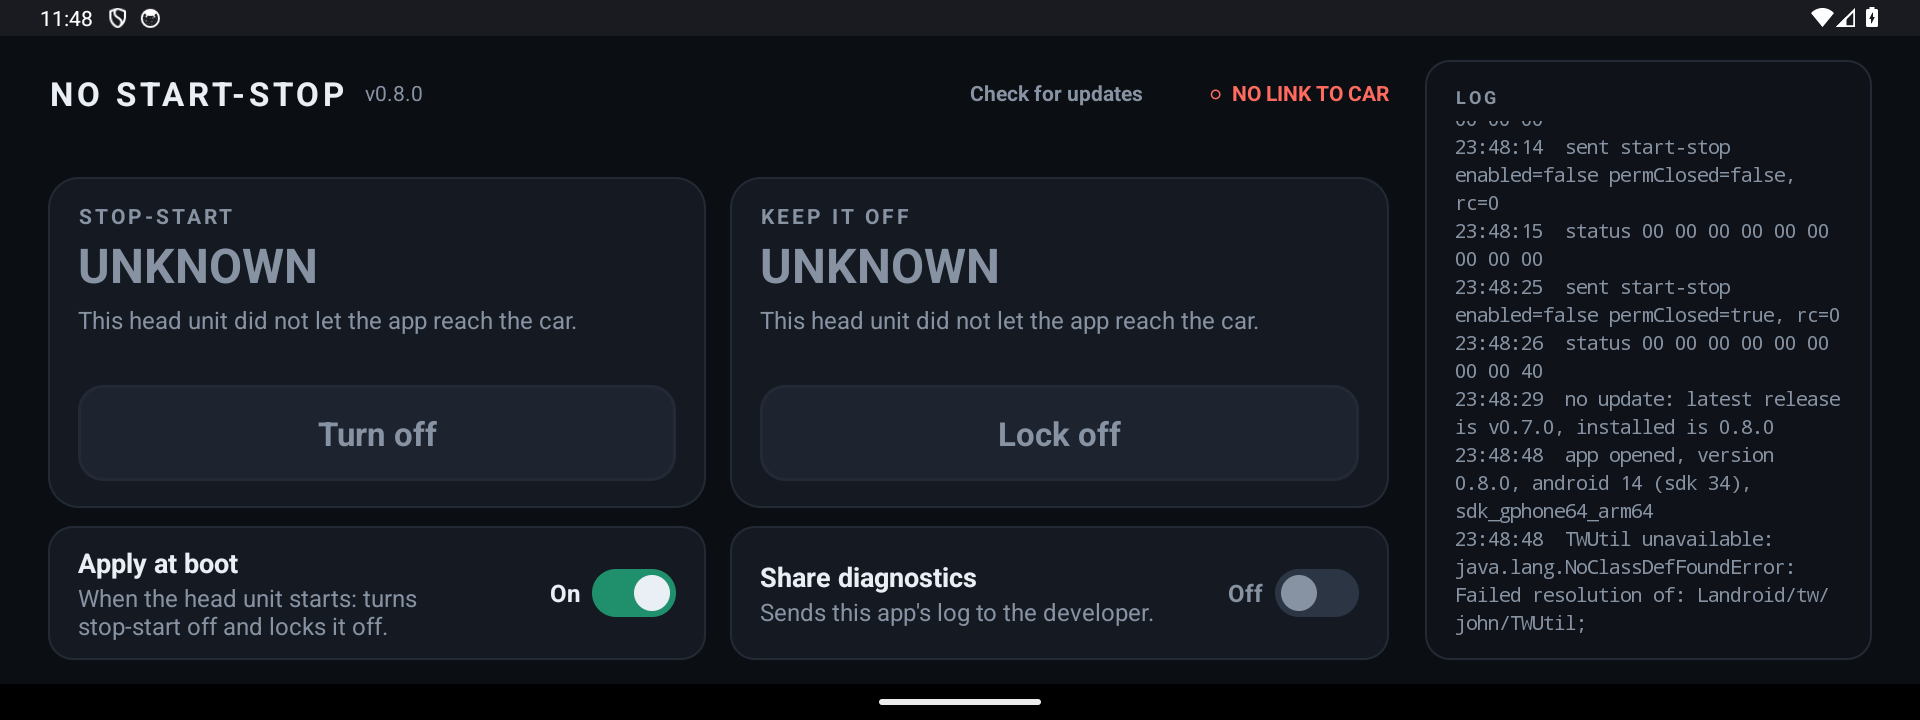 11:48
NO START-STOP v0.8.0
Check for updates
NO LINK TO CAR
STOP-START
UNKNOWN
This head unit did not let the app reach the car.
Turn off
KEEP IT OFF
UNKNOWN
This head unit did not let the app reach the car.
Lock off
Apply at boot
When the head unit starts: turns
stop-start off and locks it off.
On
Share diagnostics
Sends this app's log to the developer.
Off
LOG
00 00 00
23:48:14  sent start-stop
enabled=false permClosed=false,
rc=0
23:48:15  status 00 00 00 00 00 00
00 00 00
23:48:25  sent start-stop
enabled=false permClosed=true, rc=0
23:48:26  status 00 00 00 00 00 00
00 00 40
23:48:29  no update: latest release
is v0.7.0, installed is 0.8.0
23:48:48  app opened, version
0.8.0, android 14 (sdk 34),
sdk_gphone64_arm64
23:48:48  TWUtil unavailable:
java.lang.NoClassDefFoundError:
Failed resolution of: Landroid/tw/
john/TWUtil;